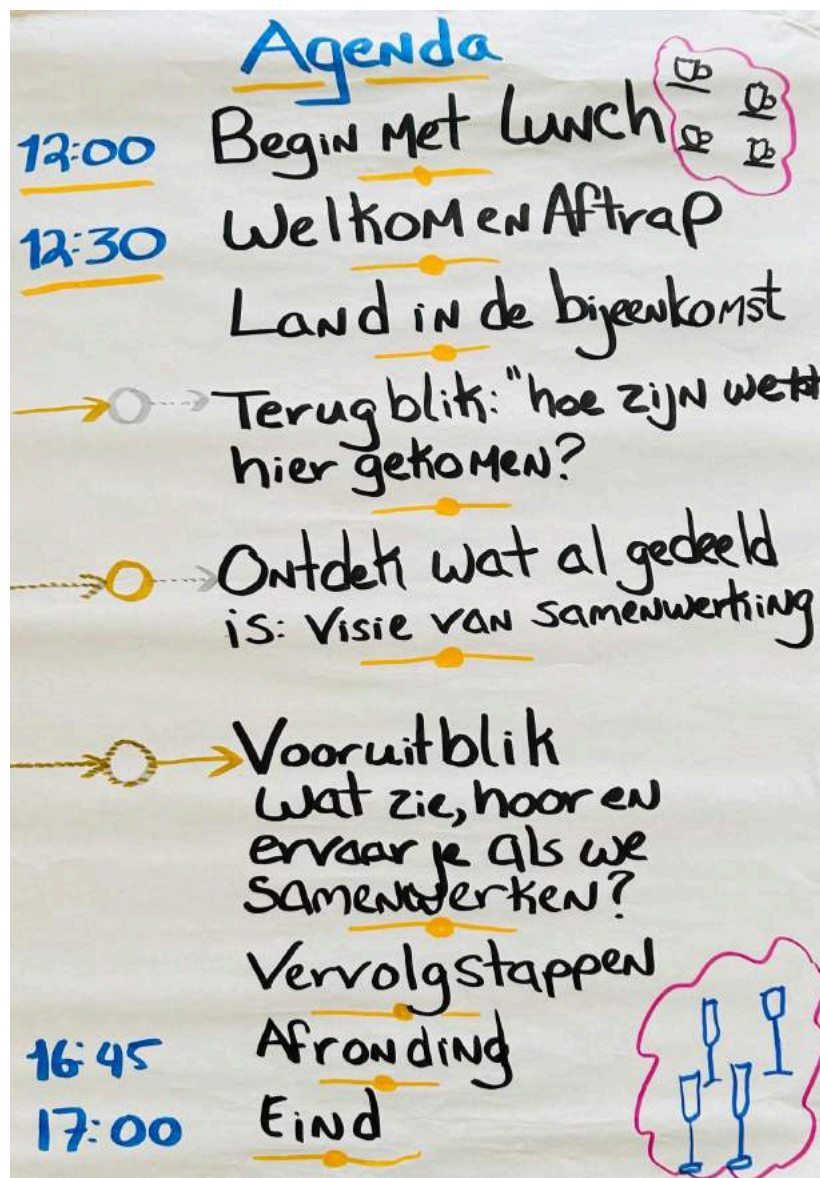 Agenda
12:00 Begin met Lunch
12:30 Welkom en Aftrap
Land in de bijeenkomst
Terugblik: "hoe zijn we
hier gekomen?
Ontdek wat al gedeeld
is: Visie van samenwerking
Vooruitblik
Wat zie, hoor en
ervaar je als we
samenwerken?
Vervolgstappen
16:45 Afronding
17:00 Eind